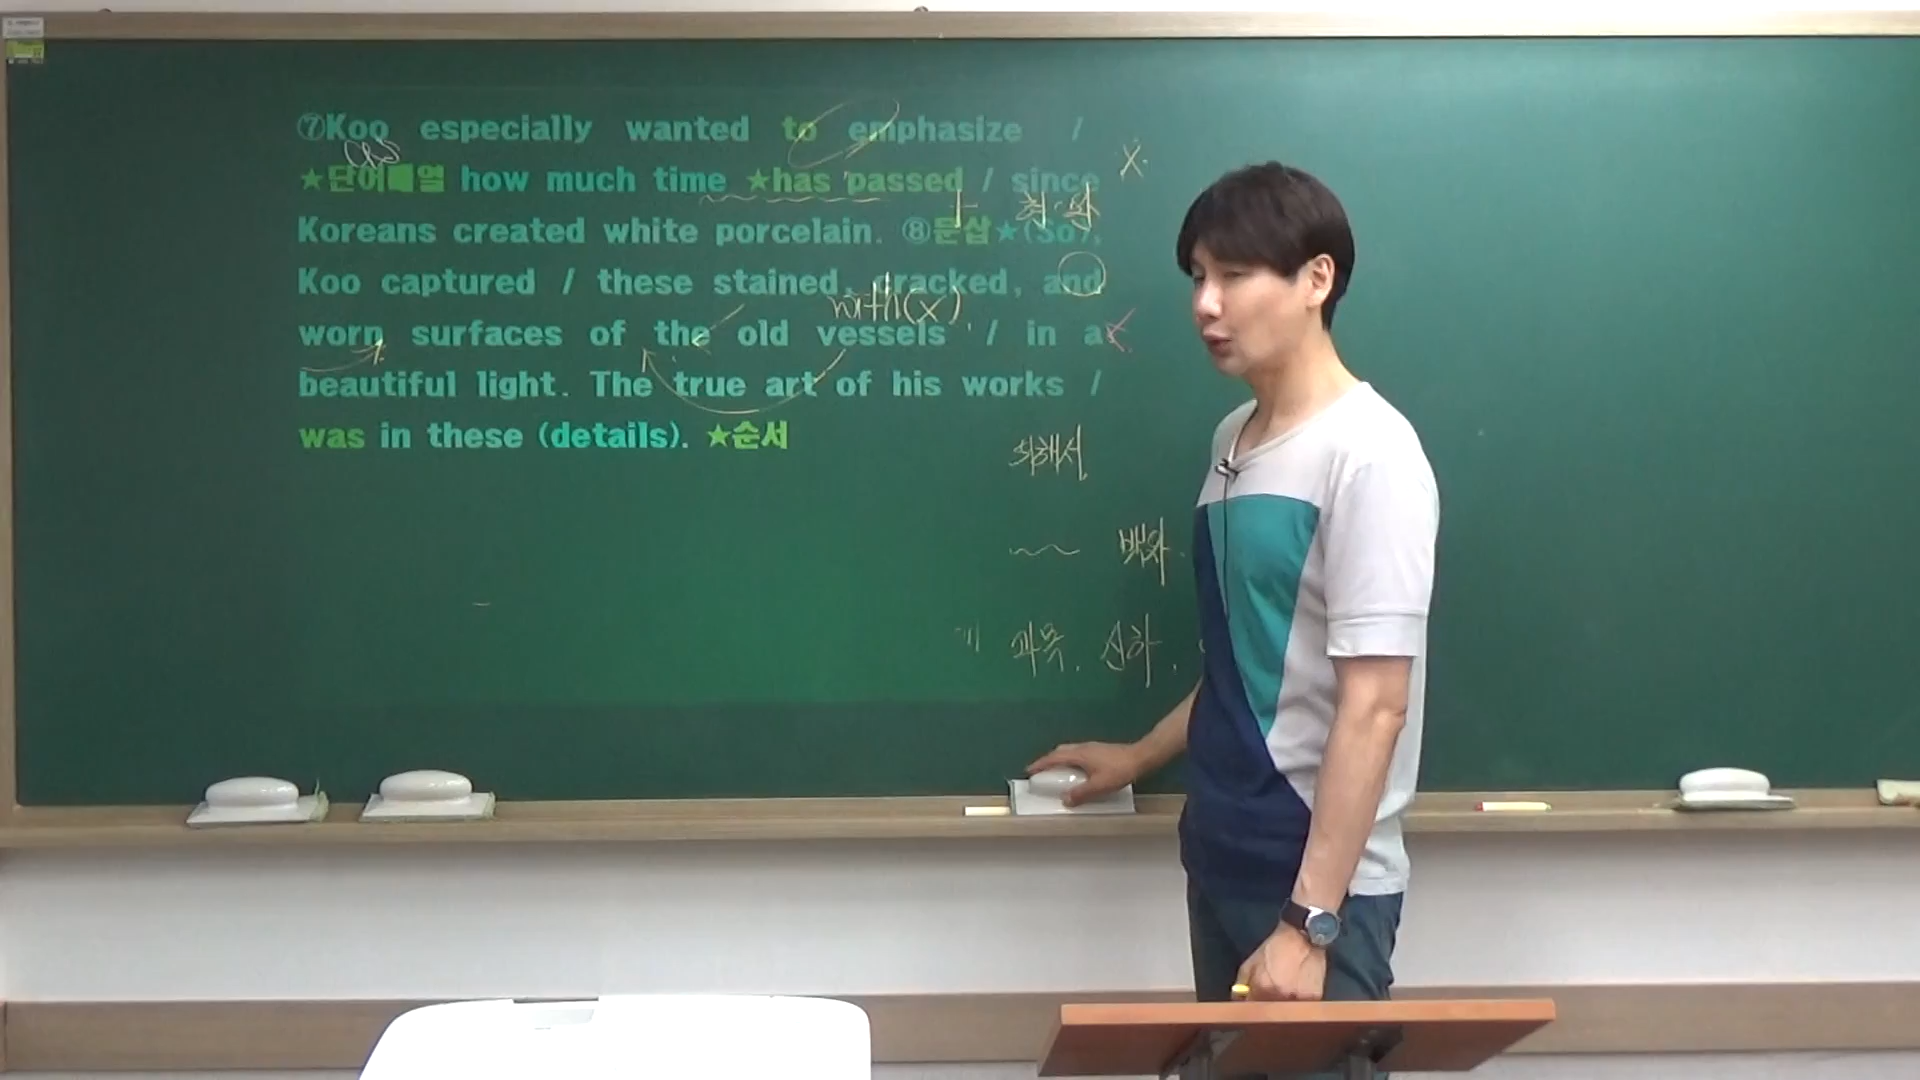 ⑦Koo especially wanted to emphasize /
★단어배열 how much time ★has passed / since
Koreans created white porcelain. ⑧문삽★(So),
Koo captured / these stained, cracked, and
with(x)
worn surfaces of the old vessels / in a
beautiful light. The true art of his works /
was in these (details). ★순서
취해서
백자.
과목, 신하,